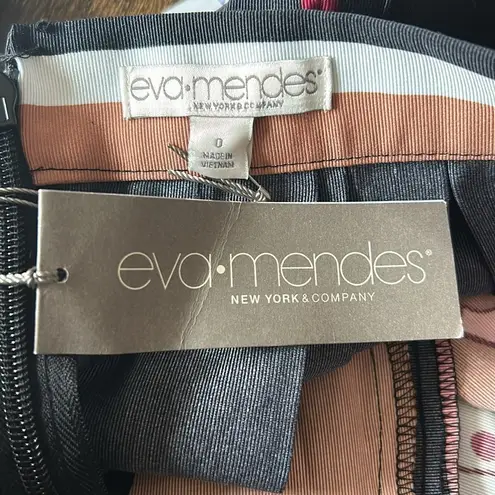 eva•mendes®
NEW YORK & COMPANY
0
MADE IN
VIETNAM
eva•mendes®
NEW YORK & COMPANY